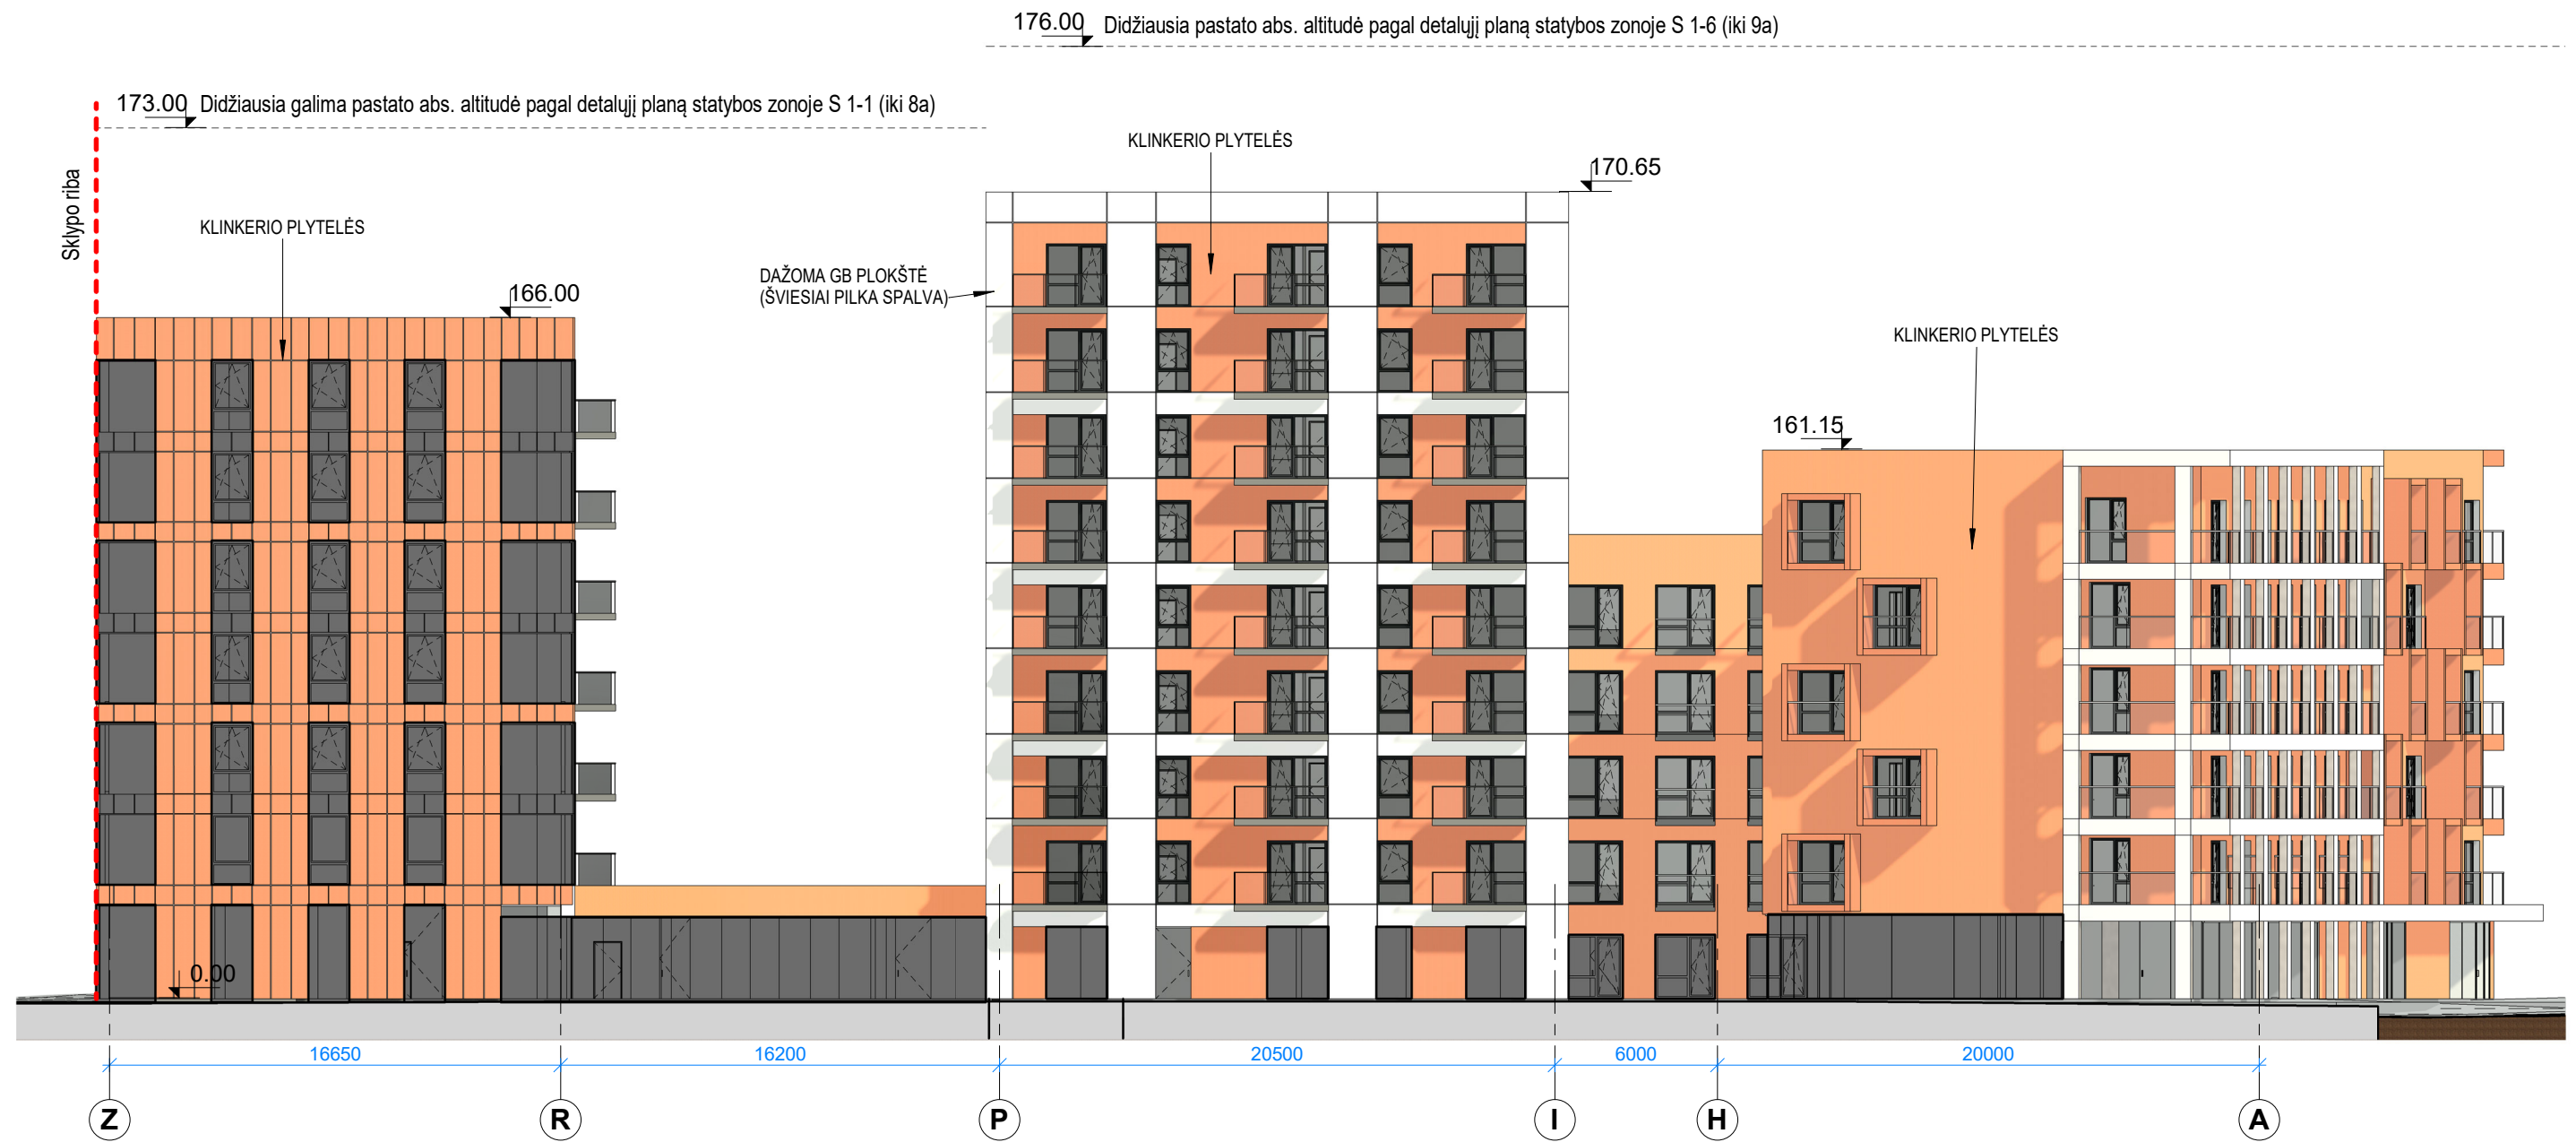 176.00 Didžiausia pastato abs. altitudė pagal detalųjį planą statybos zonoje S 1-6 (iki 9a)
173.00 Didžiausia galima pastato abs. altitudė pagal detalųjį planą statybos zonoje S 1-1 (iki 8a)
Sklypo riba
KLINKERIO PLYTELĖS
KLINKERIO PLYTELĖS
170.65
DAŽOMA GB PLOKŠTĖ
(ŠVIESIAI PILKA SPALVA)
166.00
KLINKERIO PLYTELĖS
161.15
0.00
16650 16200 20500 6000 20000
Z R P I H A